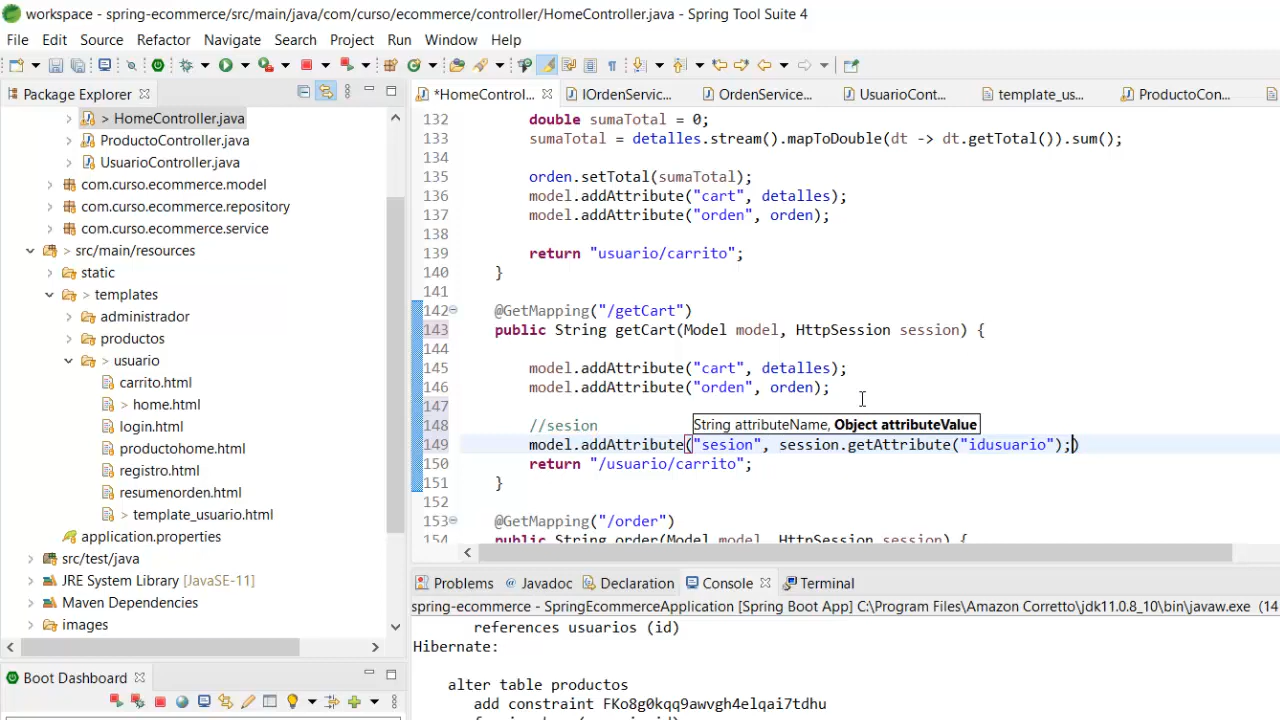 workspace - spring-ecommerce/src/main/java/com/curso/ecommerce/controller/HomeController.java - Spring Tool Suite 4
File Edit Source Refactor Navigate Search Project Run Window Help
Package Explorer
> HomeController.java
ProductoController.java
UsuarioController.java
com.curso.ecommerce.model
com.curso.ecommerce.repository
com.curso.ecommerce.service
> src/main/resources
static
> templates
administrador
productos
> usuario
carrito.html
> home.html
login.html
productohome.html
registro.html
resumenorden.html
> template_usuario.html
application.properties
src/test/java
JRE System Library [JavaSE-11]
Maven Dependencies
images
Boot Dashboard
*HomeControl... IOrdenServic... OrdenService... UsuarioCont... template_us... ProductoCon...
132 double sumaTotal = 0;
133 sumaTotal = detalles.stream().mapToDouble(dt -> dt.getTotal()).sum();
134
135 orden.setTotal(sumaTotal);
136 model.addAttribute("cart", detalles);
137 model.addAttribute("orden", orden);
138
139 return "usuario/carrito";
140 }
141
142 @GetMapping("/getCart")
143 public String getCart(Model model, HttpSession session) {
144
145 model.addAttribute("cart", detalles);
146 model.addAttribute("orden", orden);
147
148 //sesion
String attributeName, Object attributeValue
149 model.addAttribute("sesion", session.getAttribute("idusuario");)
150 return "/usuario/carrito";
151 }
152
153 @GetMapping("/order")
154 public String order(Model model, HttpSession session) {
Problems Javadoc Declaration Console Terminal
spring-ecommerce - SpringEcommerceApplication [Spring Boot App] C:\Program Files\Amazon Corretto\jdk11.0.8_10\bin\javaw.exe (14
references usuarios (id)
Hibernate:
alter table productos
add constraint FKo8g0kqq9awvgh4elqai7tdhu